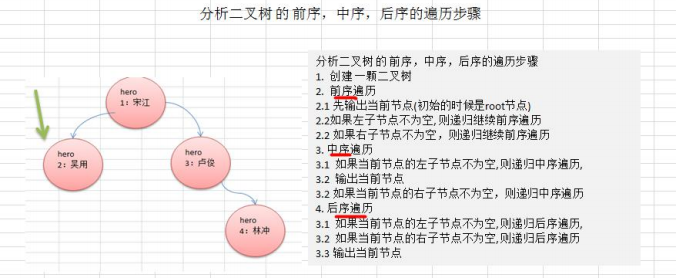 分析二叉树的前序，中序，后序的遍历步骤
hero
1：宋江
hero
2：吴用
hero
3：卢俊
hero
4：林冲
分析二叉树的前序，中序，后序的遍历步骤
1. 创建一颗二叉树
2. 前序遍历
2.1 先输出当前节点(初始的时候是root节点)
2.2如果左子节点不为空,则递归继续前序遍历
2.2 如果右子节点不为空，则递归继续前序遍历
3. 中序遍历
3.1 如果当前节点的左子节点不为空,则递归中序遍历,
3.2 输出当前节点
3.2 如果当前节点的右子节点不为空，则递归中序遍历
4. 后序遍历
3.1 如果当前节点的左子节点不为空,则递归后序遍历,
3.2 如果当前节点的右子节点不为空,则递归后序遍历
3.3 输出当前节点